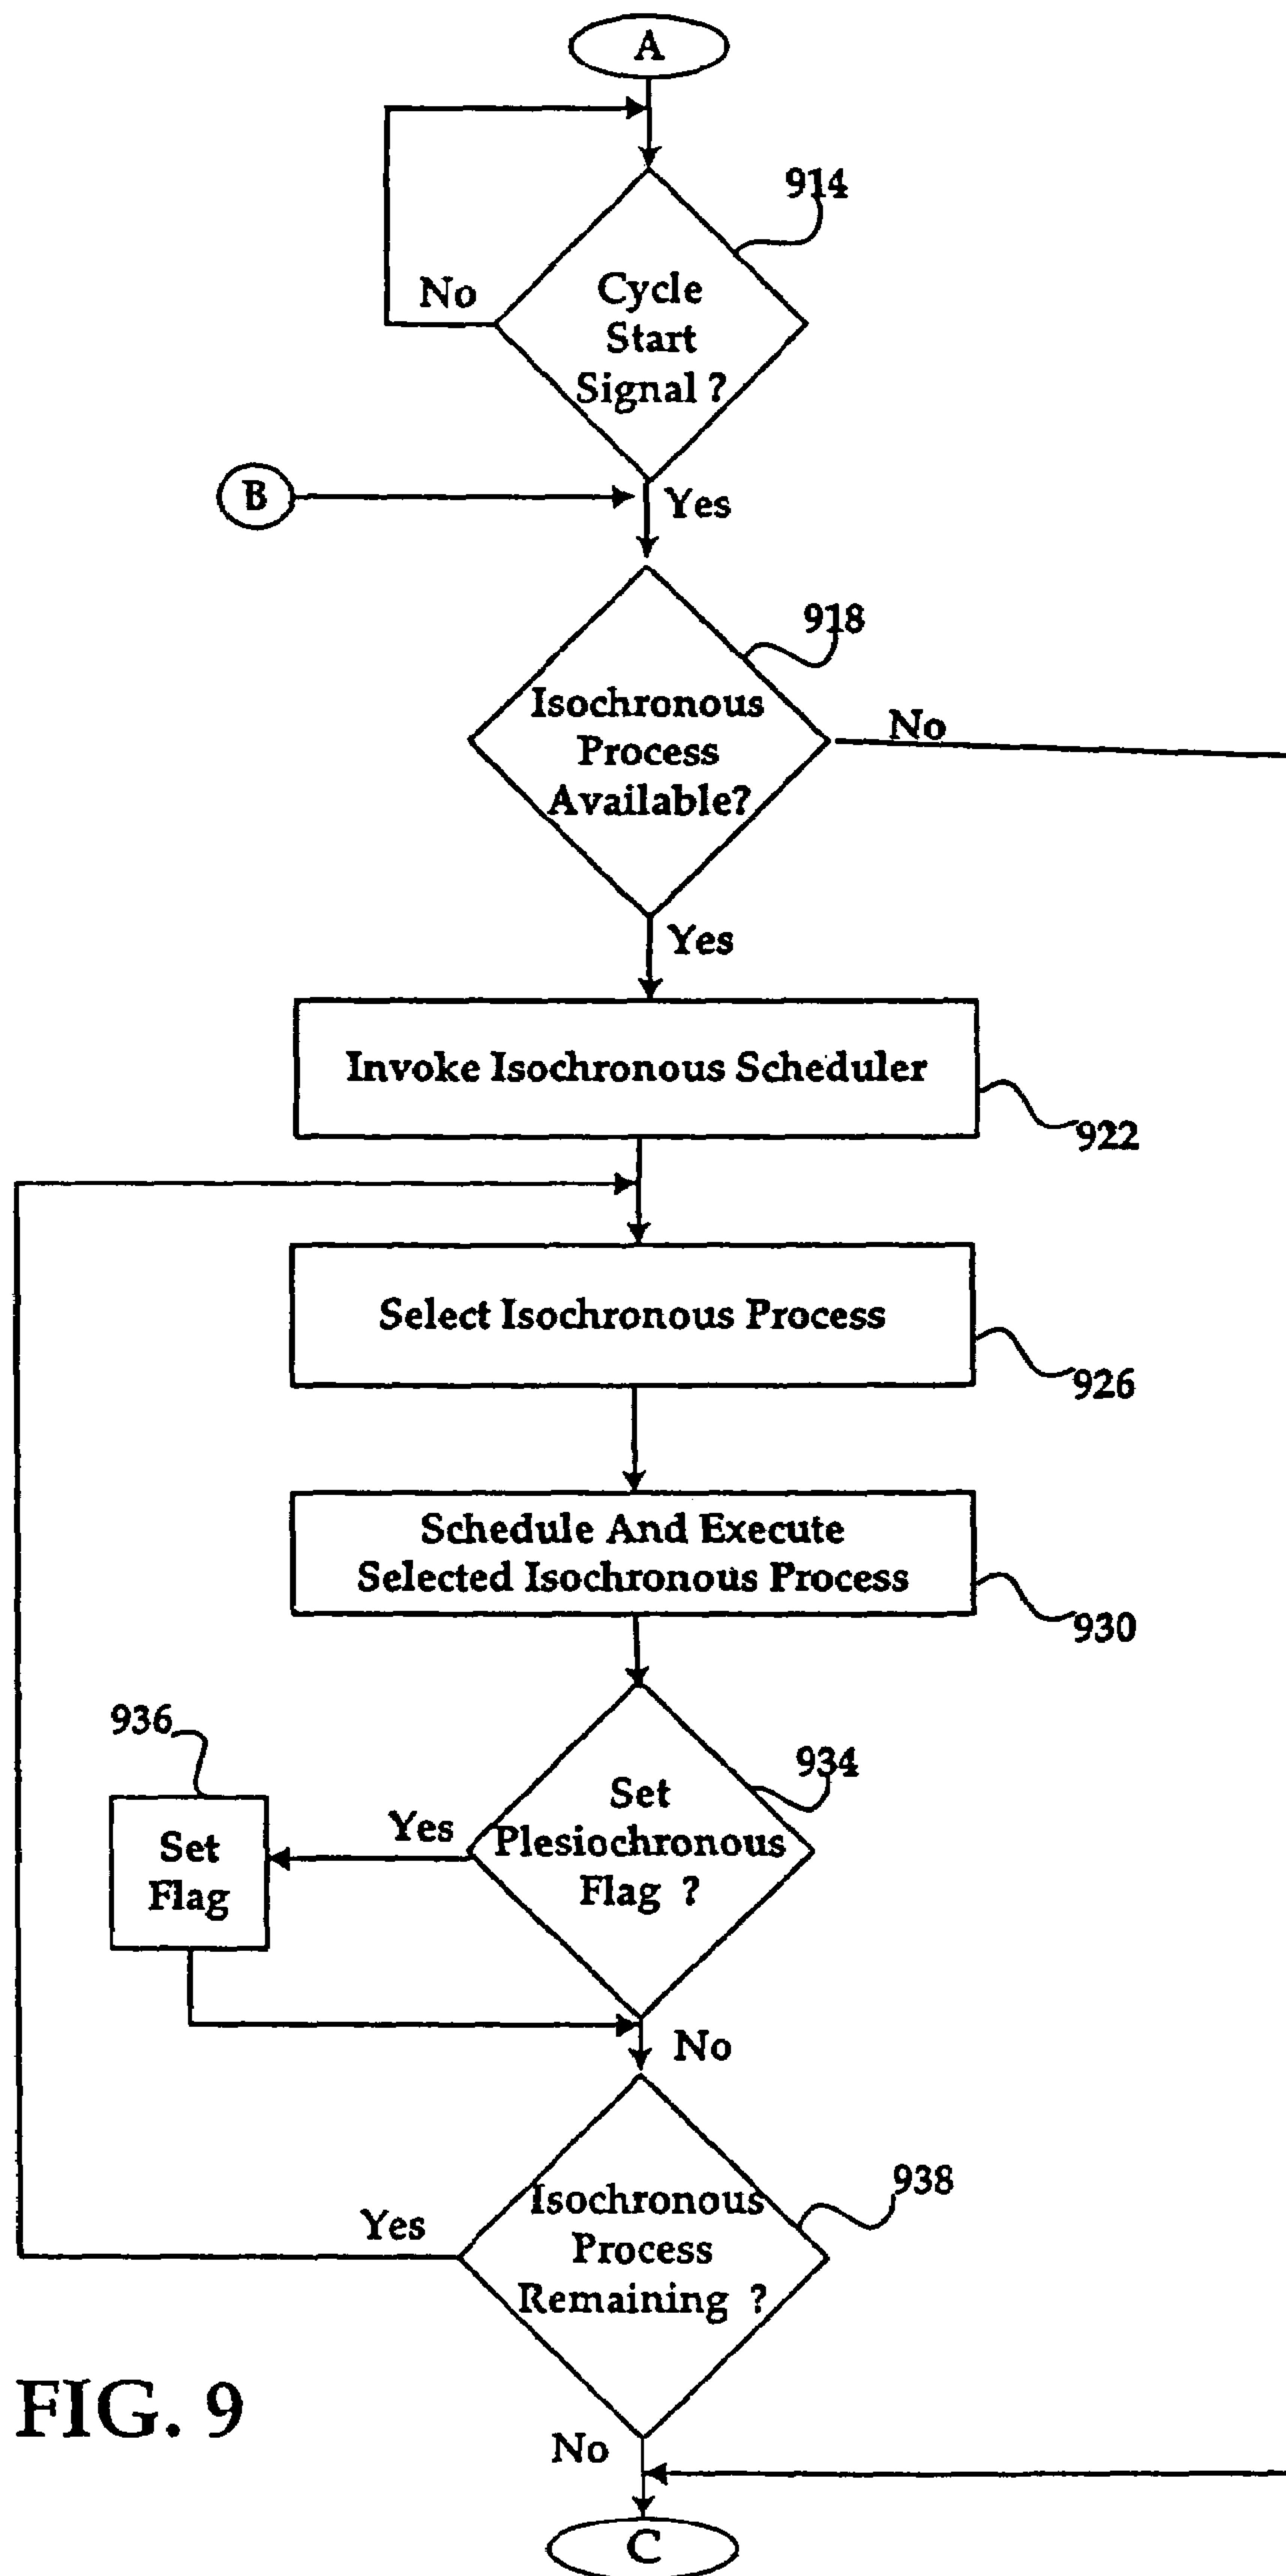 A
914
No
Cycle
Start
Signal ?
B
Yes
918
Isochronous
Process
Available?
No
Yes
Invoke Isochronous Scheduler
922
Select Isochronous Process
926
Schedule And Execute
Selected Isochronous Process
930
936
934
Set
Flag
Yes
Set
Plesiochronous
Flag ?
No
938
Yes
Isochronous
Process
Remaining ?
FIG. 9
No
C